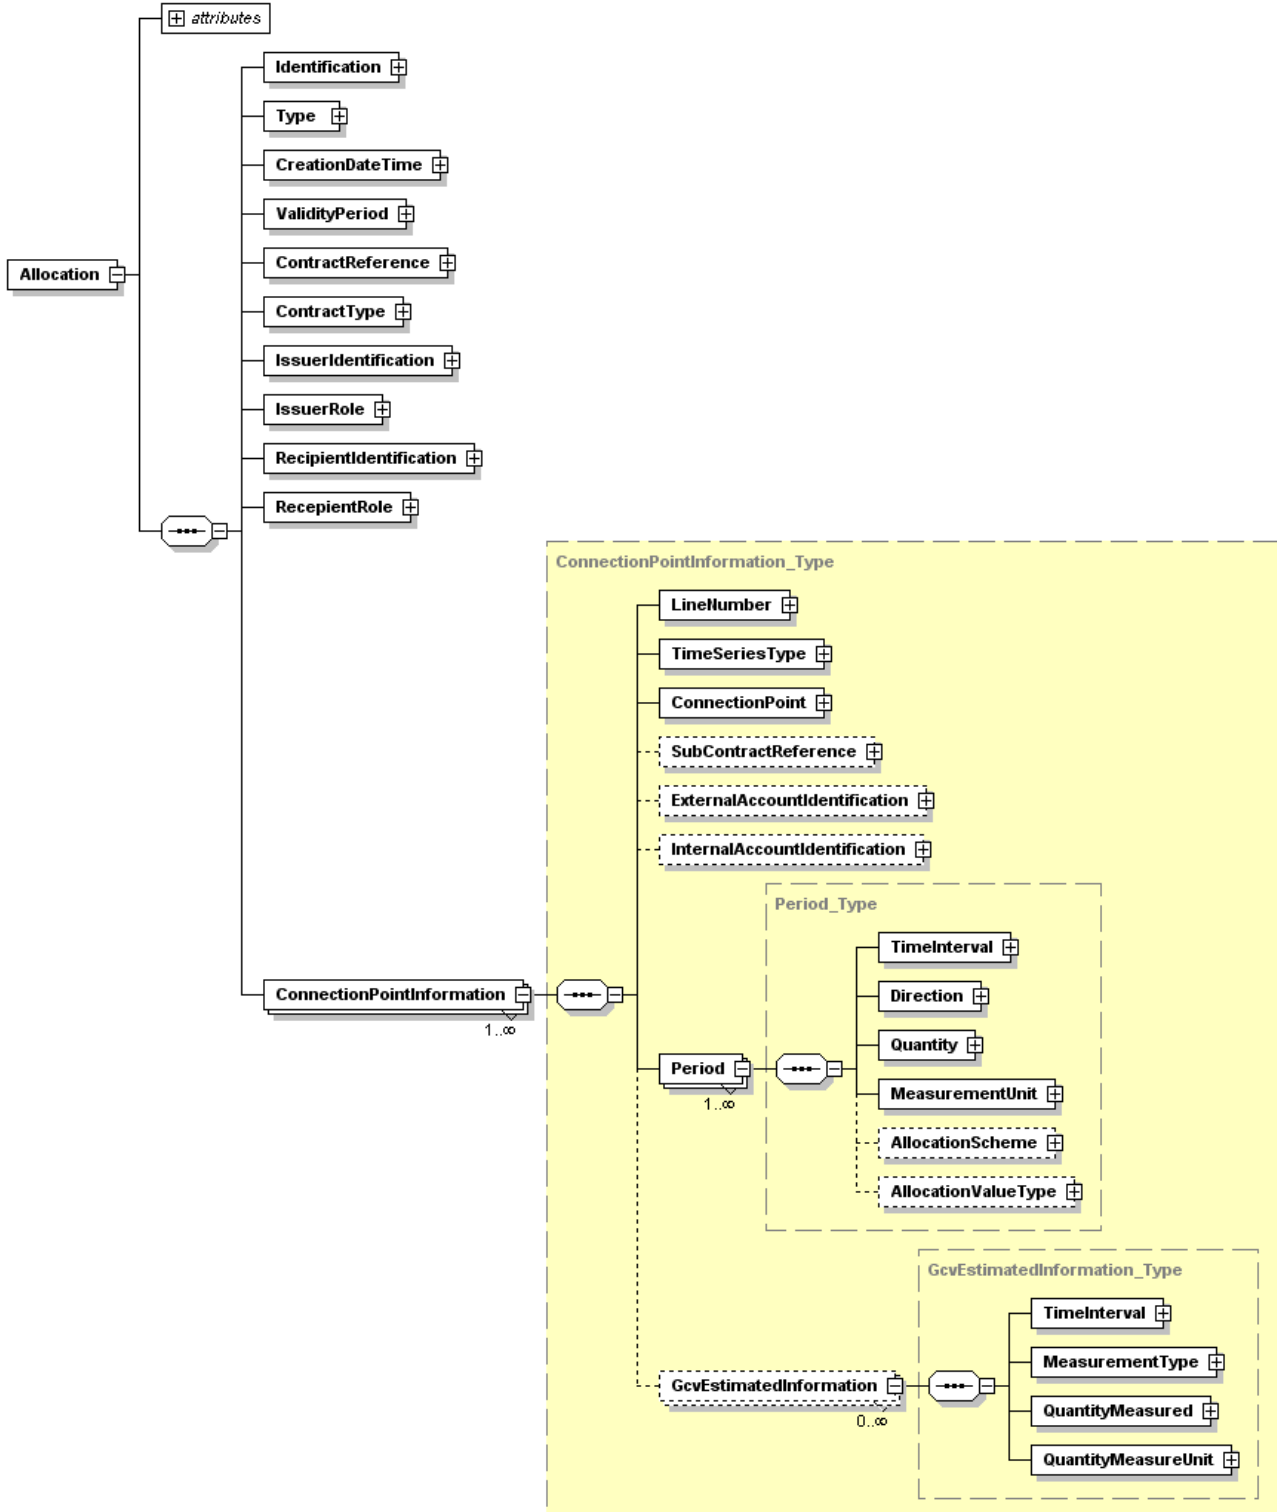 attributes
Identification
Type
CreationDateTime
ValidityPeriod
Allocation
ContractReference
ContractType
IssuerIdentification
IssuerRole
RecipientIdentification
RecepientRole
ConnectionPointInformation_Type
LineNumber
TimeSeriesType
ConnectionPoint
SubContractReference
ExternalAccountIdentification
InternalAccountIdentification
Period_Type
TimeInterval
Direction
ConnectionPointInformation
1..∞
Quantity
Period
1..∞
MeasurementUnit
AllocationScheme
AllocationValueType
GcvEstimatedInformation_Type
TimeInterval
MeasurementType
GcvEstimatedInformation
0..∞
QuantityMeasured
QuantityMeasureUnit